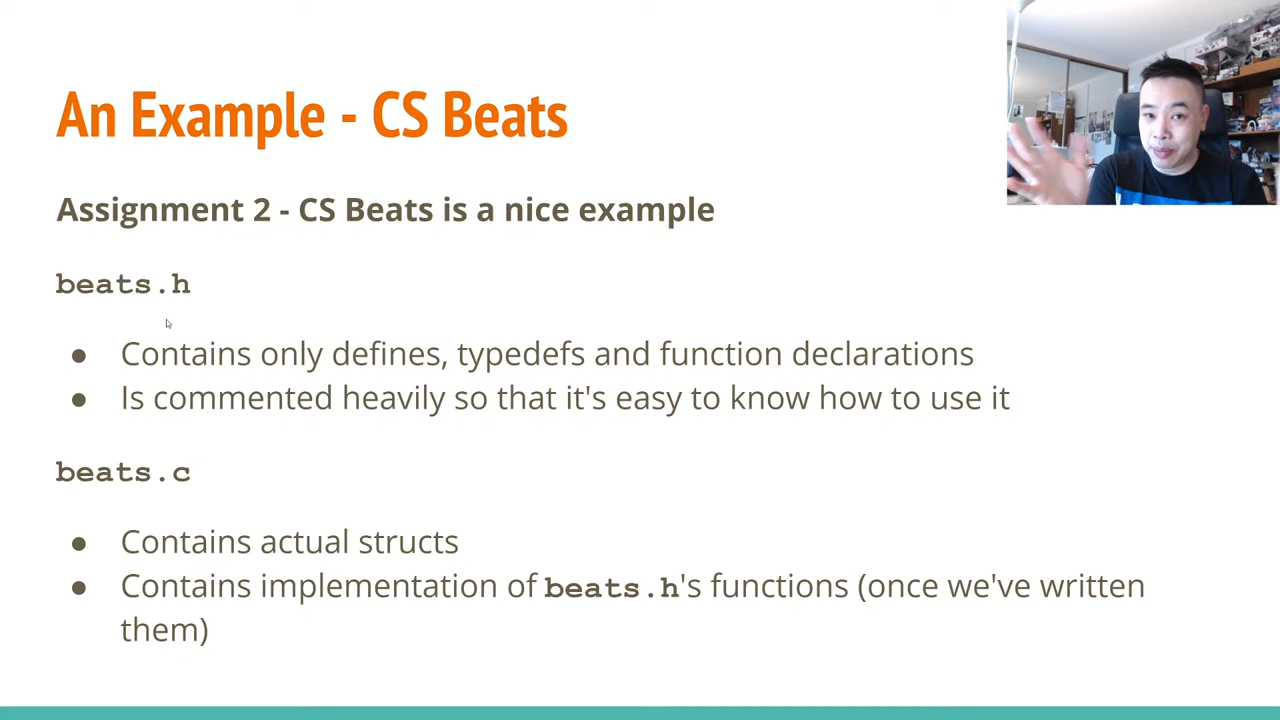 An Example - CS Beats
Assignment 2 - CS Beats is a nice example
beats.h
● Contains only defines, typedefs and function declarations
● Is commented heavily so that it's easy to know how to use it
beats.c
● Contains actual structs
● Contains implementation of beats.h's functions (once we've written
them)